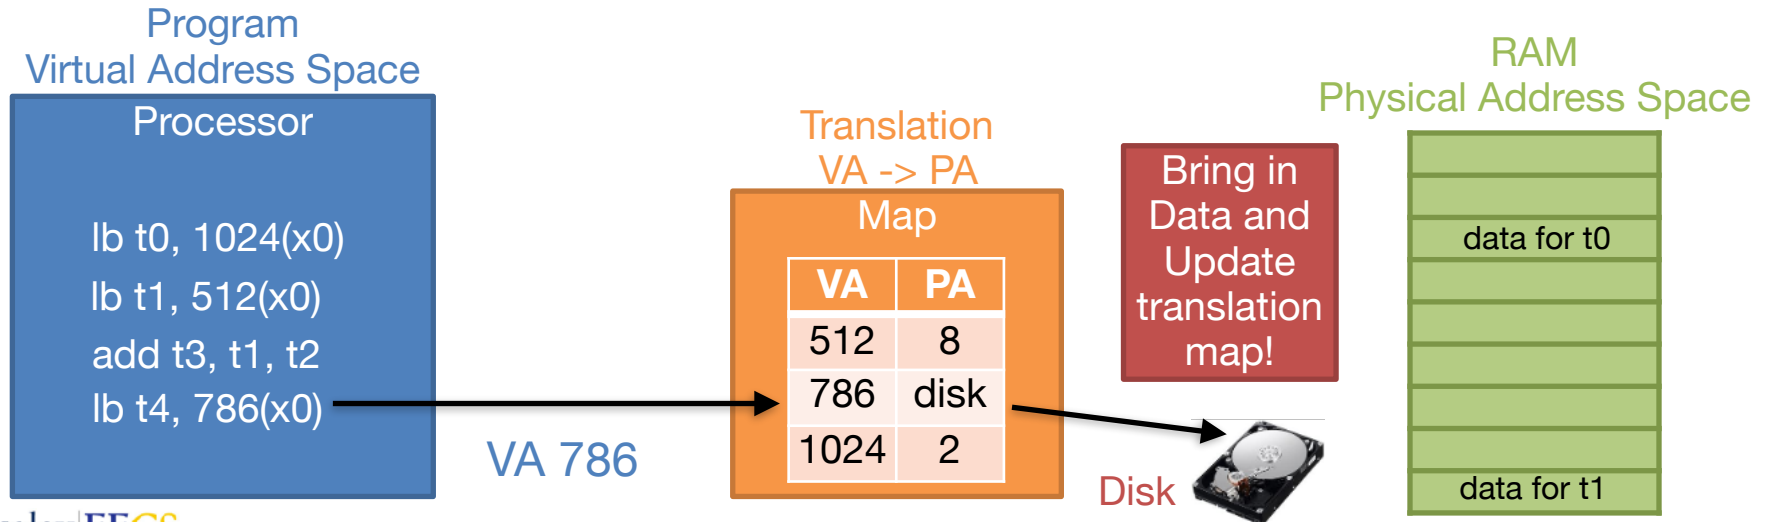 Program
Virtual Address Space
Processor
lb t0, 1024(x0)
lb t1, 512(x0)
add t3, t1, t2
lb t4, 786(x0)
VA 786
Translation
VA -> PA
Map
VA PA
512 8
786 disk
1024 2
Bring in
Data and
Update
translation
map!
Disk
RAM
Physical Address Space
data for t0
data for t1